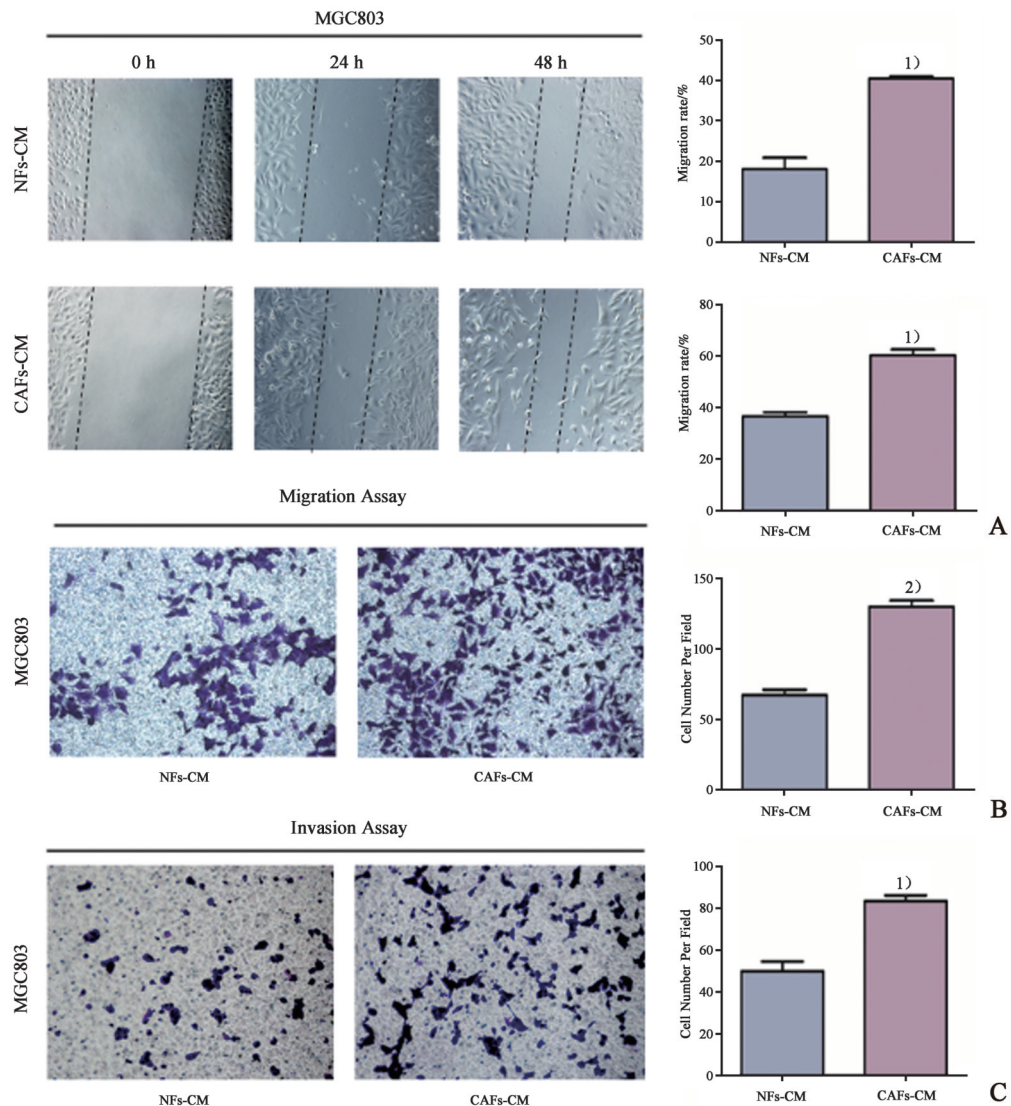 MGC803
0 h
24 h
48 h
NFs-CM
CAFs-CM
50
40
30
20
10
0
Migration rate/%
1)
NFs-CM
CAFs-CM
80
60
40
20
0
Migration rate/%
1)
NFs-CM
CAFs-CM
A
Migration Assay
MGC803
NFs-CM
CAFs-CM
150
100
50
0
Cell Number Per Field
2)
NFs-CM
CAFs-CM
B
Invasion Assay
MGC803
NFs-CM
CAFs-CM
100
80
60
40
20
0
Cell Number Per Field
1)
NFs-CM
CAFs-CM
C